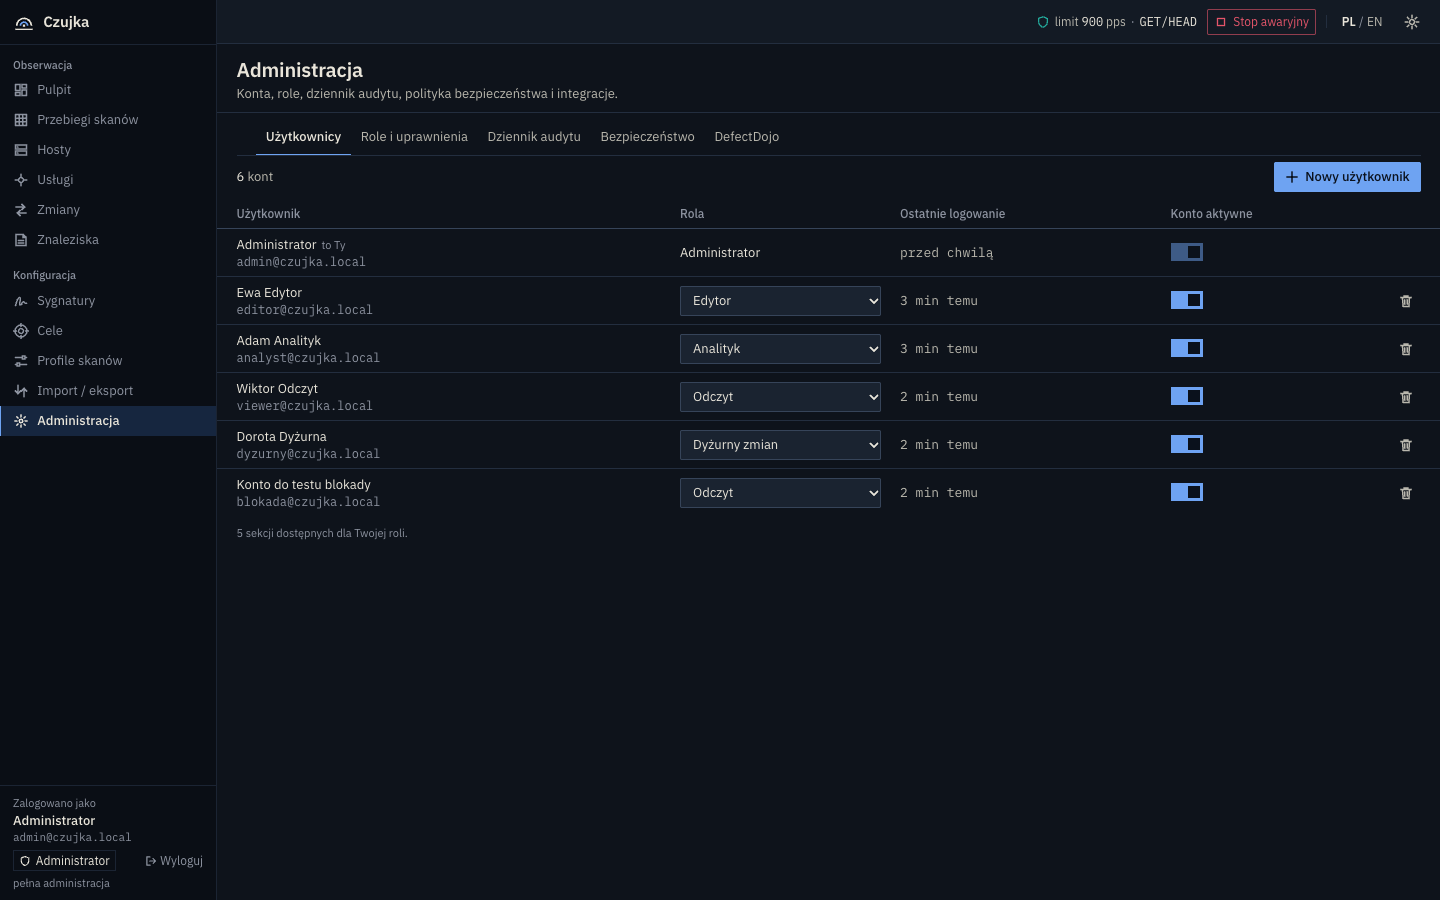 Czujka
limit 900 pps · GET/HEAD
Stop awaryjny
PL / EN
Obserwacja
Pulpit
Przebiegi skanów
Hosty
Usługi
Zmiany
Znaleziska
Konfiguracja
Sygnatury
Cele
Profile skanów
Import / eksport
Administracja
Zalogowano jako
Administrator
admin@czujka.local
Administrator
Wyloguj
pełna administracja
Administracja
Konta, role, dziennik audytu, polityka bezpieczeństwa i integracje.
Użytkownicy Role i uprawnienia Dziennik audytu Bezpieczeństwo DefectDojo
6 kont
Nowy użytkownik
Użytkownik Rola Ostatnie logowanie Konto aktywne
Administrator to Ty
admin@czujka.local
Administrator
przed chwilą
Ewa Edytor
editor@czujka.local
Edytor
3 min temu
Adam Analityk
analyst@czujka.local
Analityk
3 min temu
Wiktor Odczyt
viewer@czujka.local
Odczyt
2 min temu
Dorota Dyżurna
dyzurny@czujka.local
Dyżurny zmian
2 min temu
Konto do testu blokady
blokada@czujka.local
Odczyt
2 min temu
5 sekcji dostępnych dla Twojej roli.